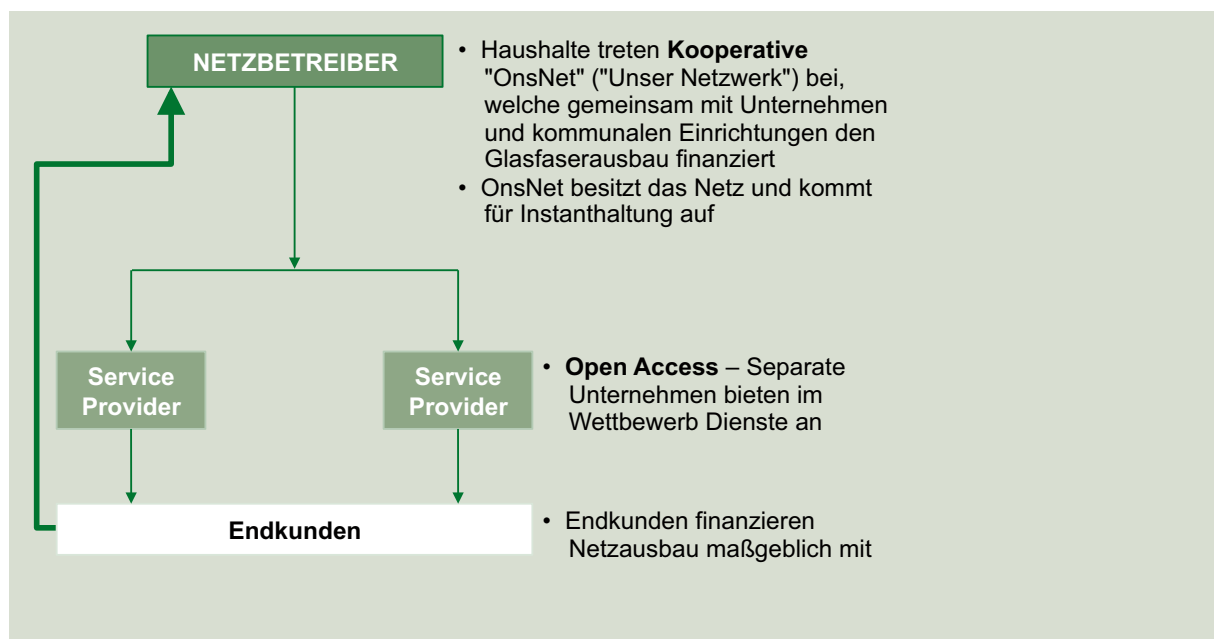 NETZBETREIBER
• Haushalte treten Kooperative
"OnsNet" ("Unser Netzwerk") bei,
welche gemeinsam mit Unternehmen
und kommunalen Einrichtungen den
Glasfaserausbau finanziert
• OnsNet besitzt das Netz und kommt
für Instanthaltung auf
Service
Provider
Service
Provider
• Open Access – Separate
Unternehmen bieten im
Wettbewerb Dienste an
Endkunden
• Endkunden finanzieren
Netzausbau maßgeblich mit